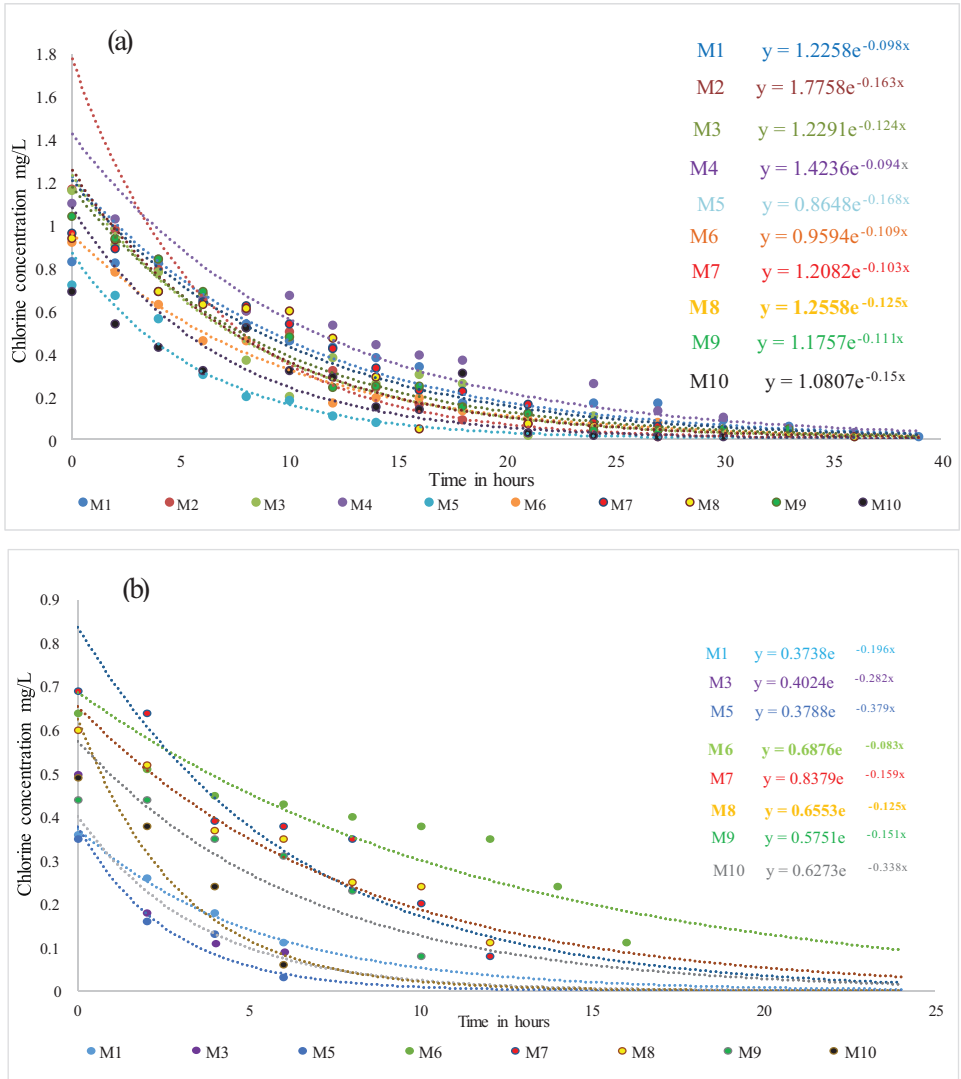 (a)
1.8
1.6
1.4
1.2
1
0.8
0.6
0.4
0.2
0
Chlorine concentration mg/L
M1 y = 1.2258e-0.098x
M2 y = 1.7758e-0.163x
M3 y = 1.2291e-0.124x
M4 y = 1.4236e-0.094x
M5 y = 0.8648e-0.168x
M6 y = 0.9594e-0.109x
M7 y = 1.2082e-0.103x
M8 y = 1.2558e-0.125x
M9 y = 1.1757e-0.111x
M10 y = 1.0807e-0.15x
0 5 10 15 20 25 30 35 40
Time in hours
M1 M2 M3 M4 M5 M6 M7 M8 M9 M10
(b)
0.9
0.8
0.7
0.6
0.5
0.4
0.3
0.2
0.1
0
Chlorine concentration mg/L
M1 y = 0.3738e -0.196x
M3 y = 0.4024e -0.282x
M5 y = 0.3788e -0.379x
M6 y = 0.6876e -0.083x
M7 y = 0.8379e -0.159x
M8 y = 0.6553e -0.125x
M9 y = 0.5751e -0.151x
M10 y = 0.6273e -0.338x
0 5 10 15 20 25
Time in hours
M1 M3 M5 M6 M7 M8 M9 M10